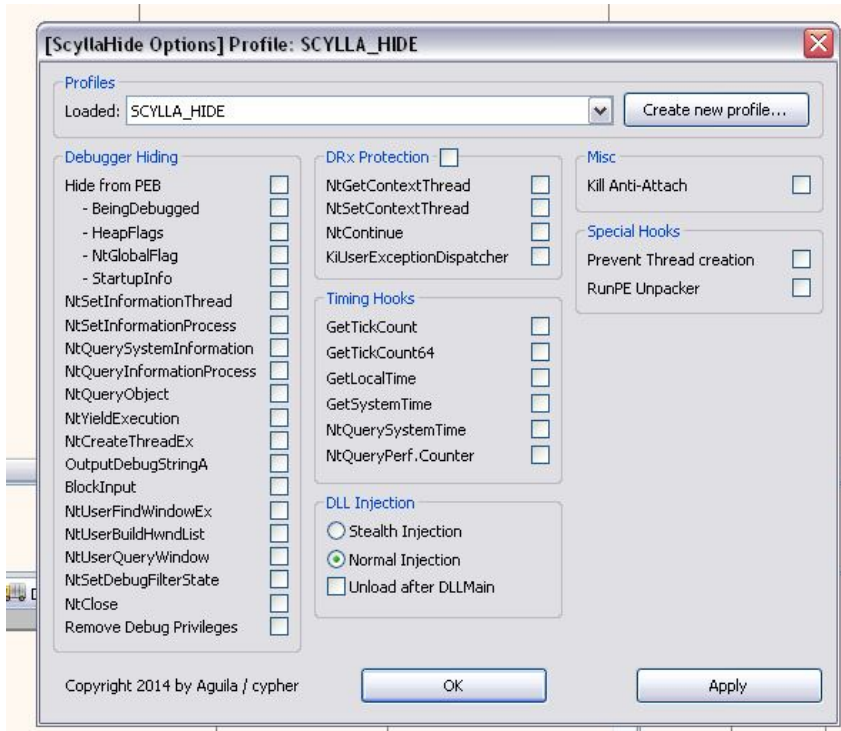 [ScyllaHide Options] Profile: SCYLLA_HIDE
Profiles
Loaded: SCYLLA_HIDE
Create new profile...
Debugger Hiding
Hide from PEB
- BeingDebugged
- HeapFlags
- NtGlobalFlag
- StartupInfo
NtSetInformationThread
NtSetInformationProcess
NtQuerySystemInformation
NtQueryInformationProcess
NtQueryObject
NtYieldExecution
NtCreateThreadEx
OutputDebugStringA
BlockInput
NtUserFindWindowEx
NtUserBuildHwndList
NtUserQueryWindow
NtSetDebugFilterState
NtClose
Remove Debug Privileges
DRx Protection
NtGetContextThread
NtSetContextThread
NtContinue
KiUserExceptionDispatcher
Timing Hooks
GetTickCount
GetTickCount64
GetLocalTime
GetSystemTime
NtQuerySystemTime
NtQueryPerf.Counter
DLL Injection
Stealth Injection
Normal Injection
Unload after DLLMain
Misc
Kill Anti-Attach
Special Hooks
Prevent Thread creation
RunPE Unpacker
Copyright 2014 by Aguila / cypher
OK
Apply